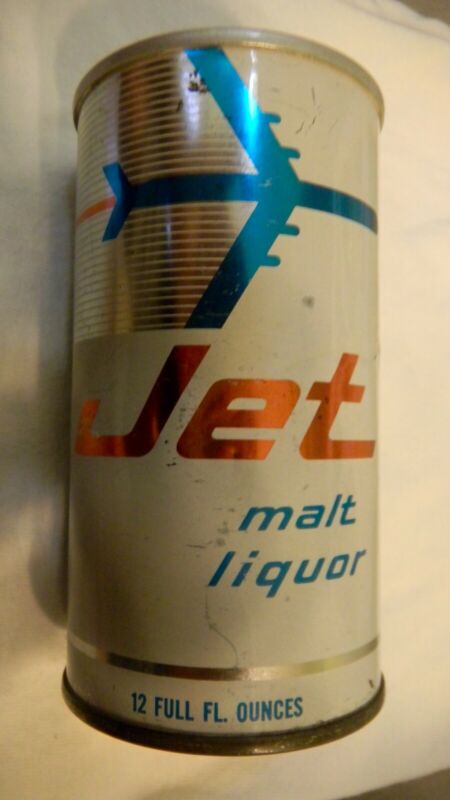 Jet
malt
liquor
12 FULL FL. OUNCES